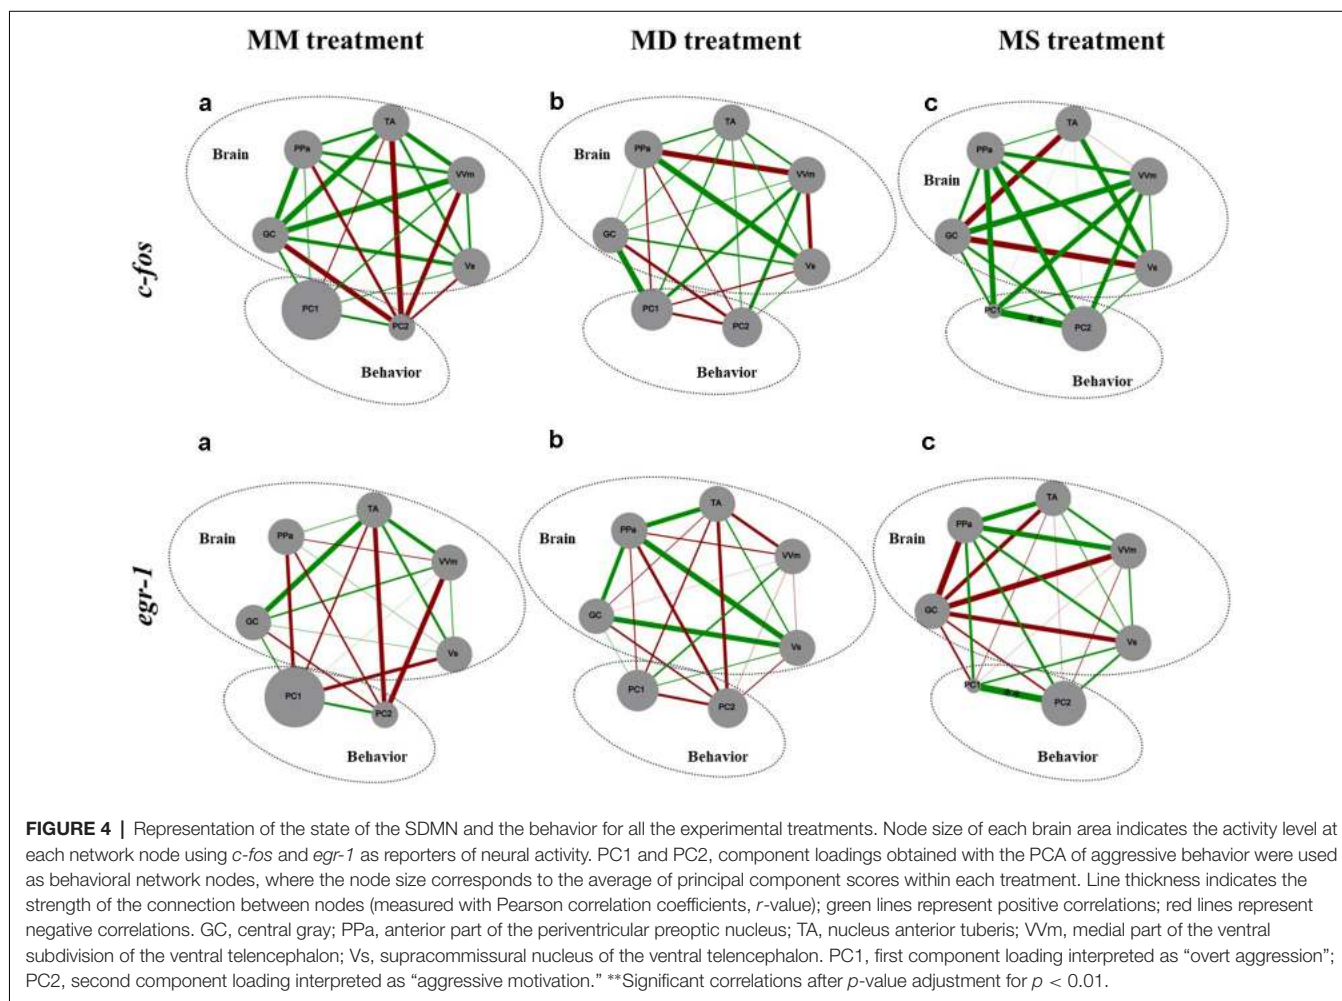 MM treatment
MD treatment
MS treatment
c-fos
a
Brain
TA
PPa
VVm
GC
Vs
PC1
PC2
Behavior
b
Brain
TA
PPa
VVm
GC
Vs
PC1
PC2
Behavior
c
Brain
TA
PPa
VVm
GC
Vs
PC1
**
PC2
Behavior
egr-1
a
Brain
TA
PPa
VVm
GC
Vs
PC1
PC2
Behavior
b
Brain
TA
PPa
VVm
GC
Vs
PC1
PC2
Behavior
c
Brain
TA
PPa
VVm
GC
Vs
PC1
**
PC2
Behavior
FIGURE 4 | Representation of the state of the SDMN and the behavior for all the experimental treatments. Node size of each brain area indicates the activity level at
each network node using c-fos and egr-1 as reporters of neural activity. PC1 and PC2, component loadings obtained with the PCA of aggressive behavior were used
as behavioral network nodes, where the node size corresponds to the average of principal component scores within each treatment. Line thickness indicates the
strength of the connection between nodes (measured with Pearson correlation coefficients, r-value); green lines represent positive correlations; red lines represent
negative correlations. GC, central gray; PPa, anterior part of the periventricular preoptic nucleus; TA, nucleus anterior tuberis; VVm, medial part of the ventral
subdivision of the ventral telencephalon; Vs, supracommissural nucleus of the ventral telencephalon. PC1, first component loading interpreted as “overt aggression”;
PC2, second component loading interpreted as “aggressive motivation.” **Significant correlations after p-value adjustment for p < 0.01.